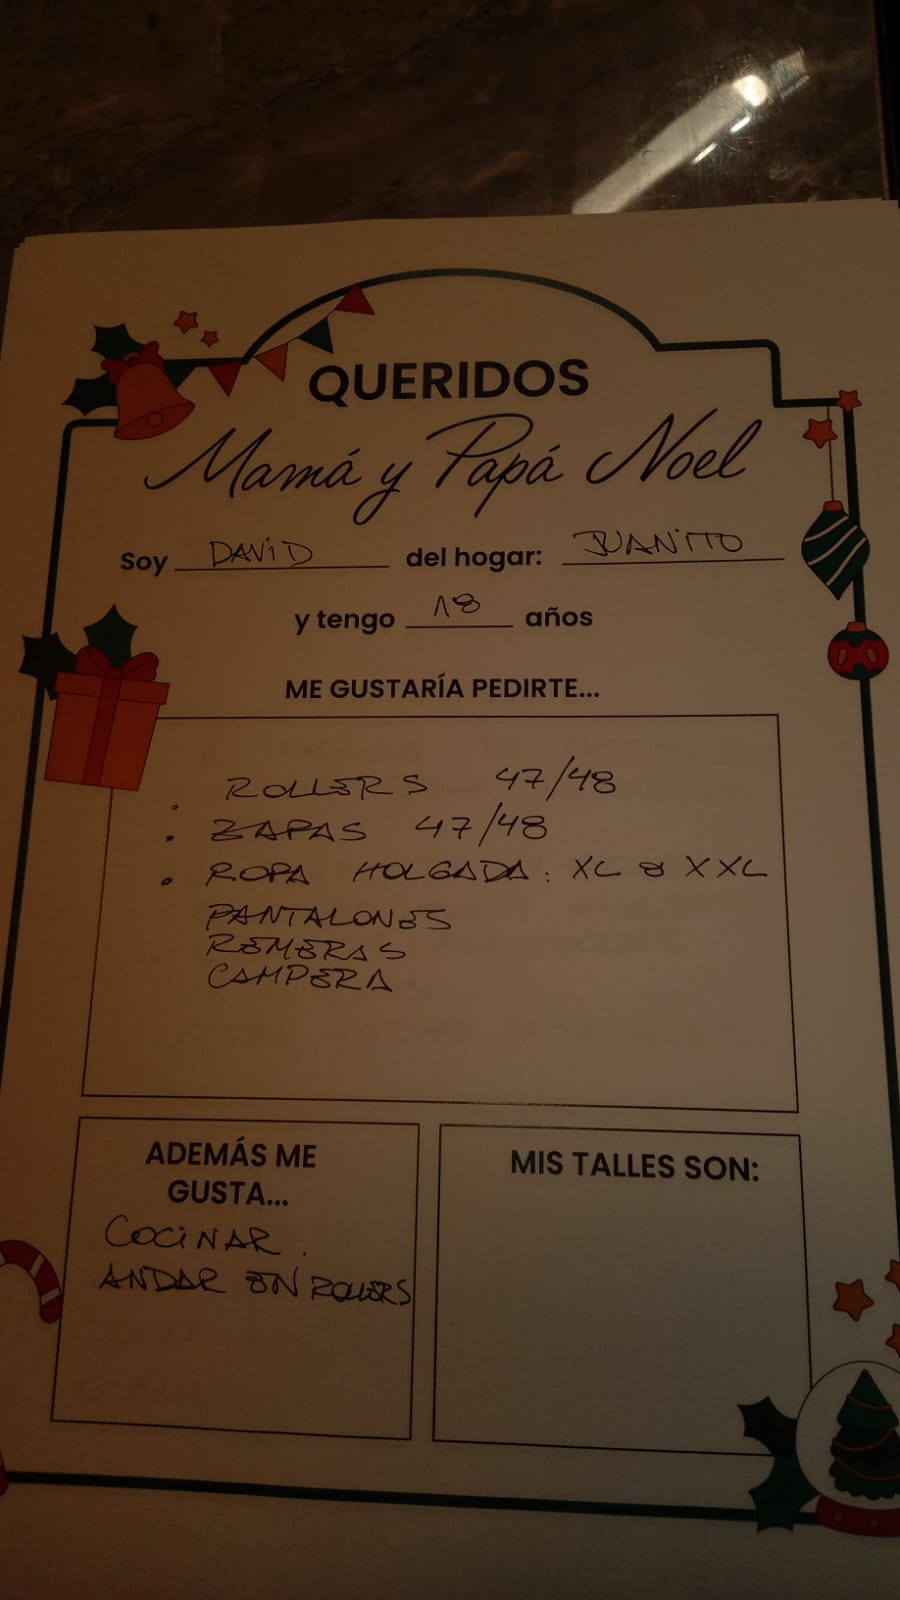 QUERIDOS
Mamá y Papá Noel
Soy DAVID del hogar: JUANITO
y tengo 18 años
ME GUSTARÍA PEDIRTE...
. ROLLERS 47/48
. ZAPAS 47/48
. ROPA HOLGADA: XL o XXL
PANTALONES
REMERAS
CAMPERA
ADEMÁS ME
GUSTA...
COCINAR.
ANDAR EN ROLLERS
MIS TALLES SON: